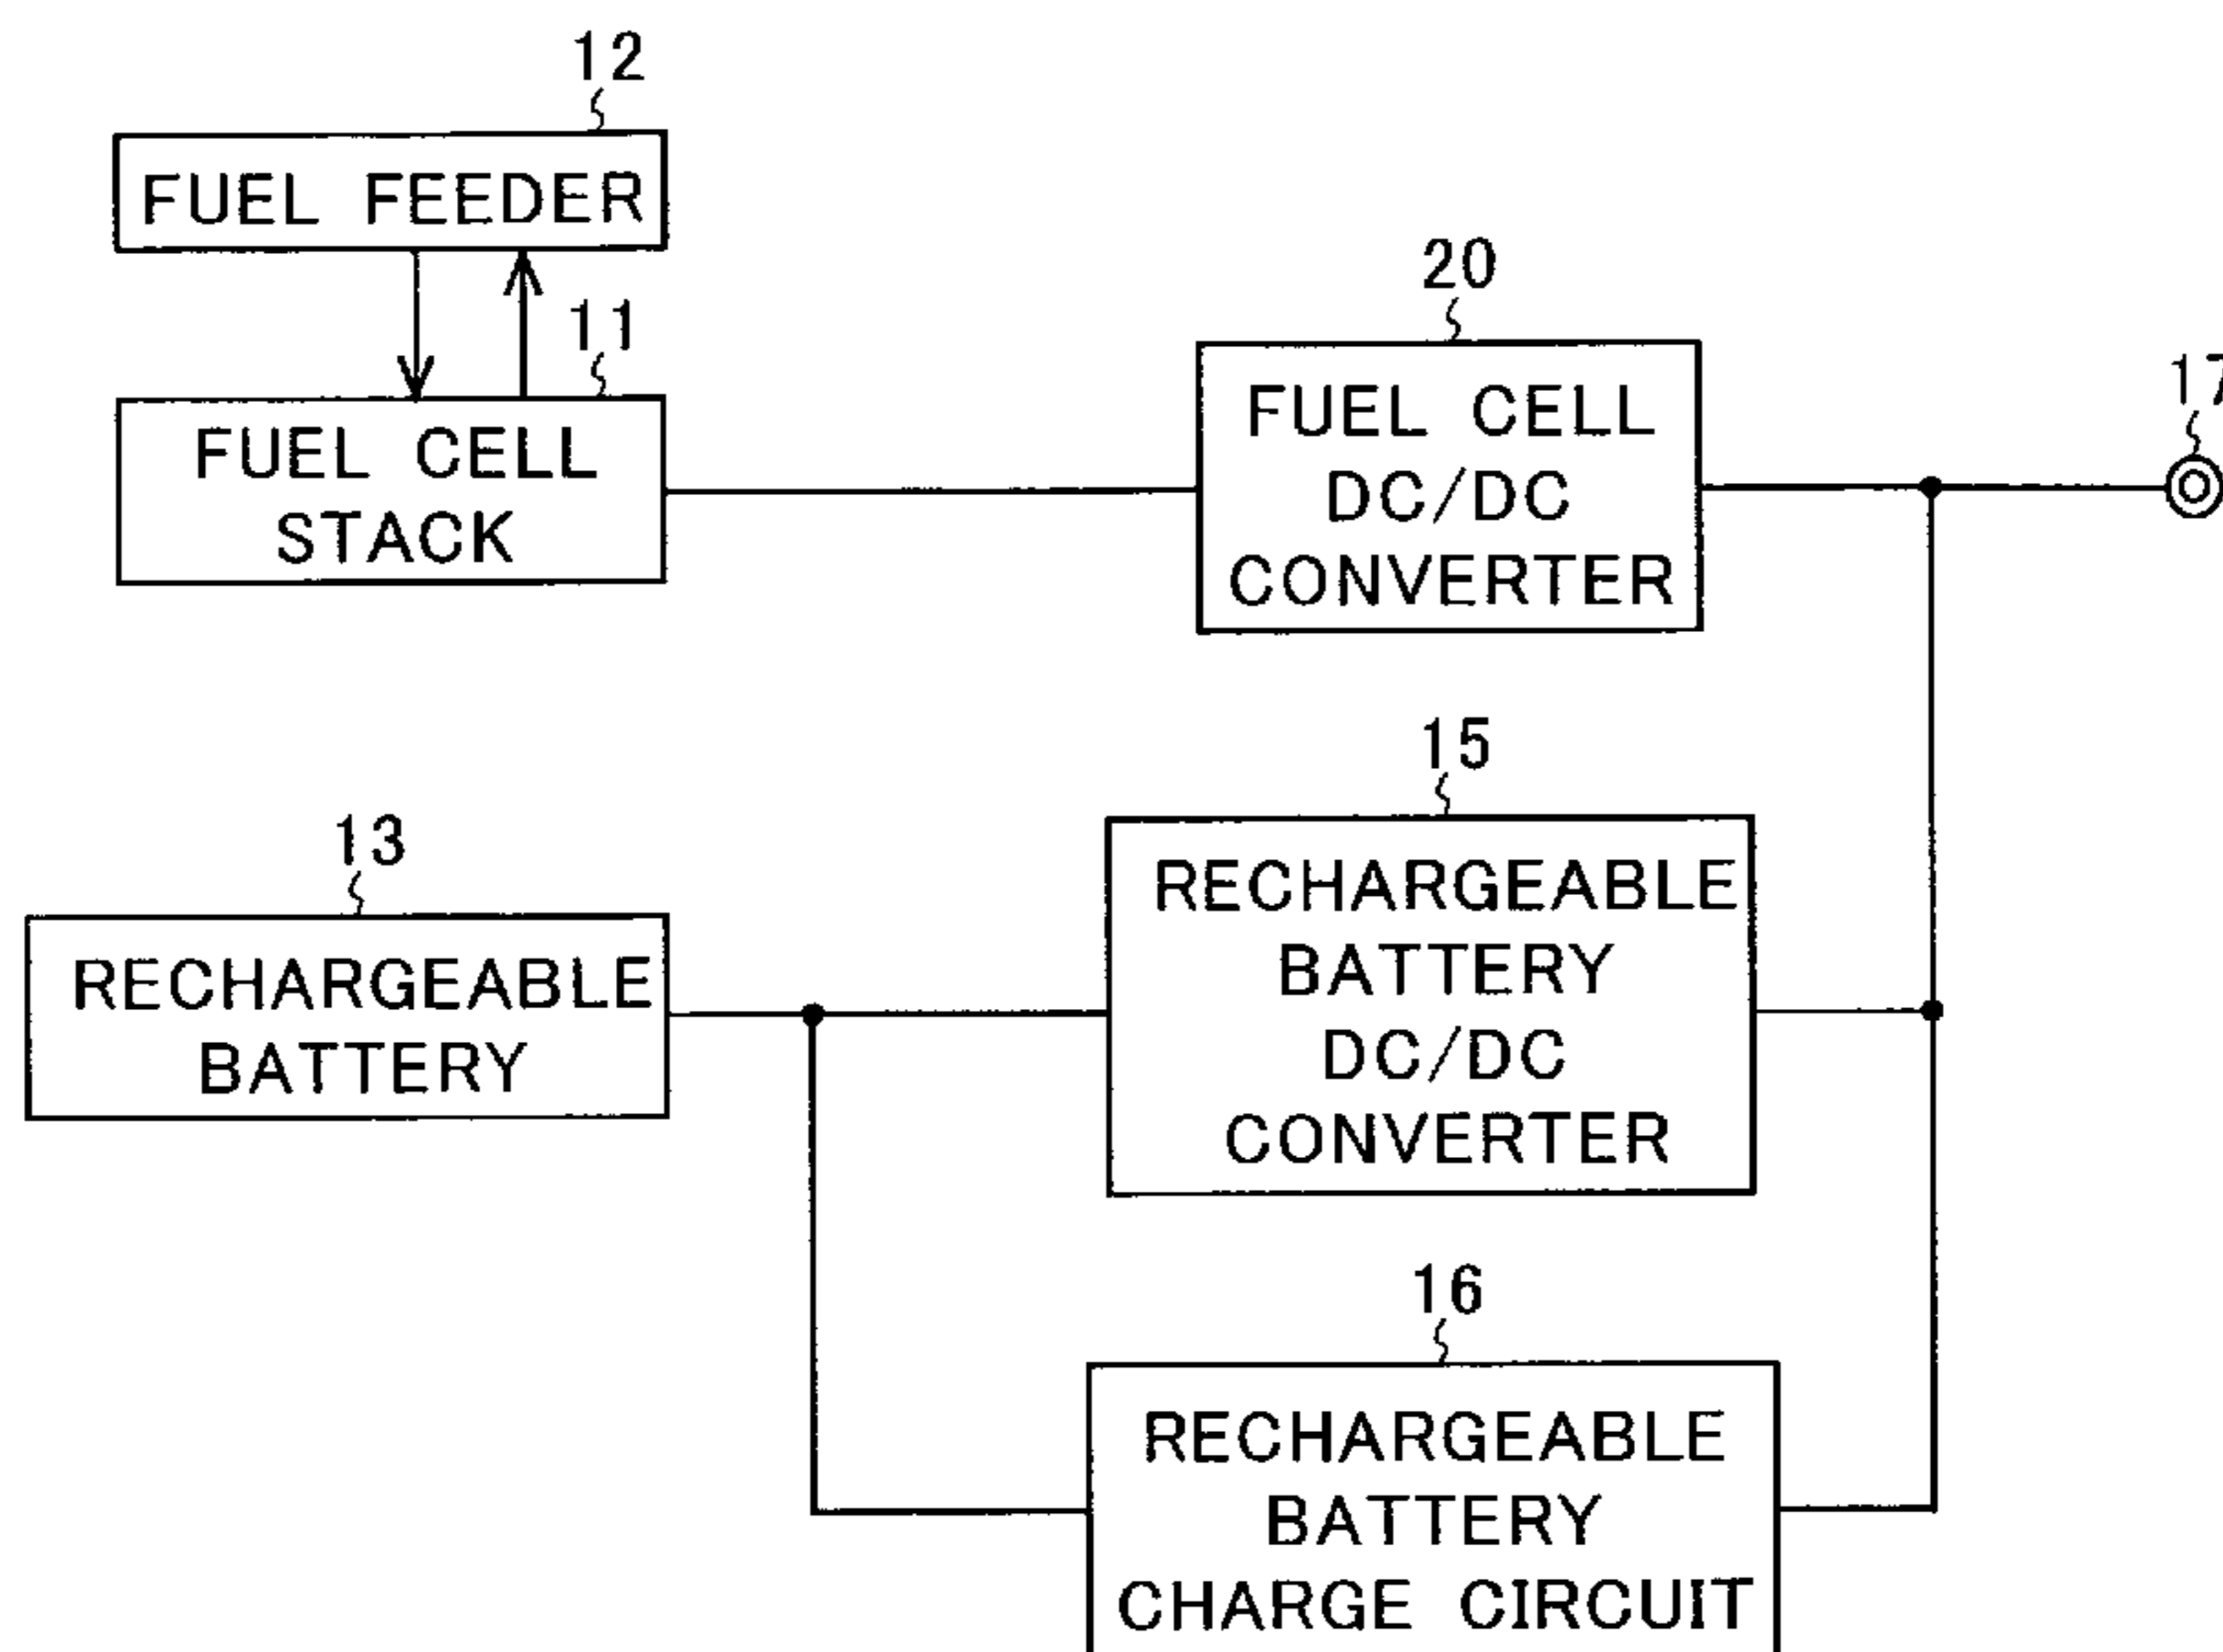 12
FUEL FEEDER
11
FUEL CELL
STACK
20
FUEL CELL
DC/DC
CONVERTER
17
15
RECHARGEABLE
BATTERY
DC/DC
CONVERTER
13
RECHARGEABLE
BATTERY
16
RECHARGEABLE
BATTERY
CHARGE CIRCUIT